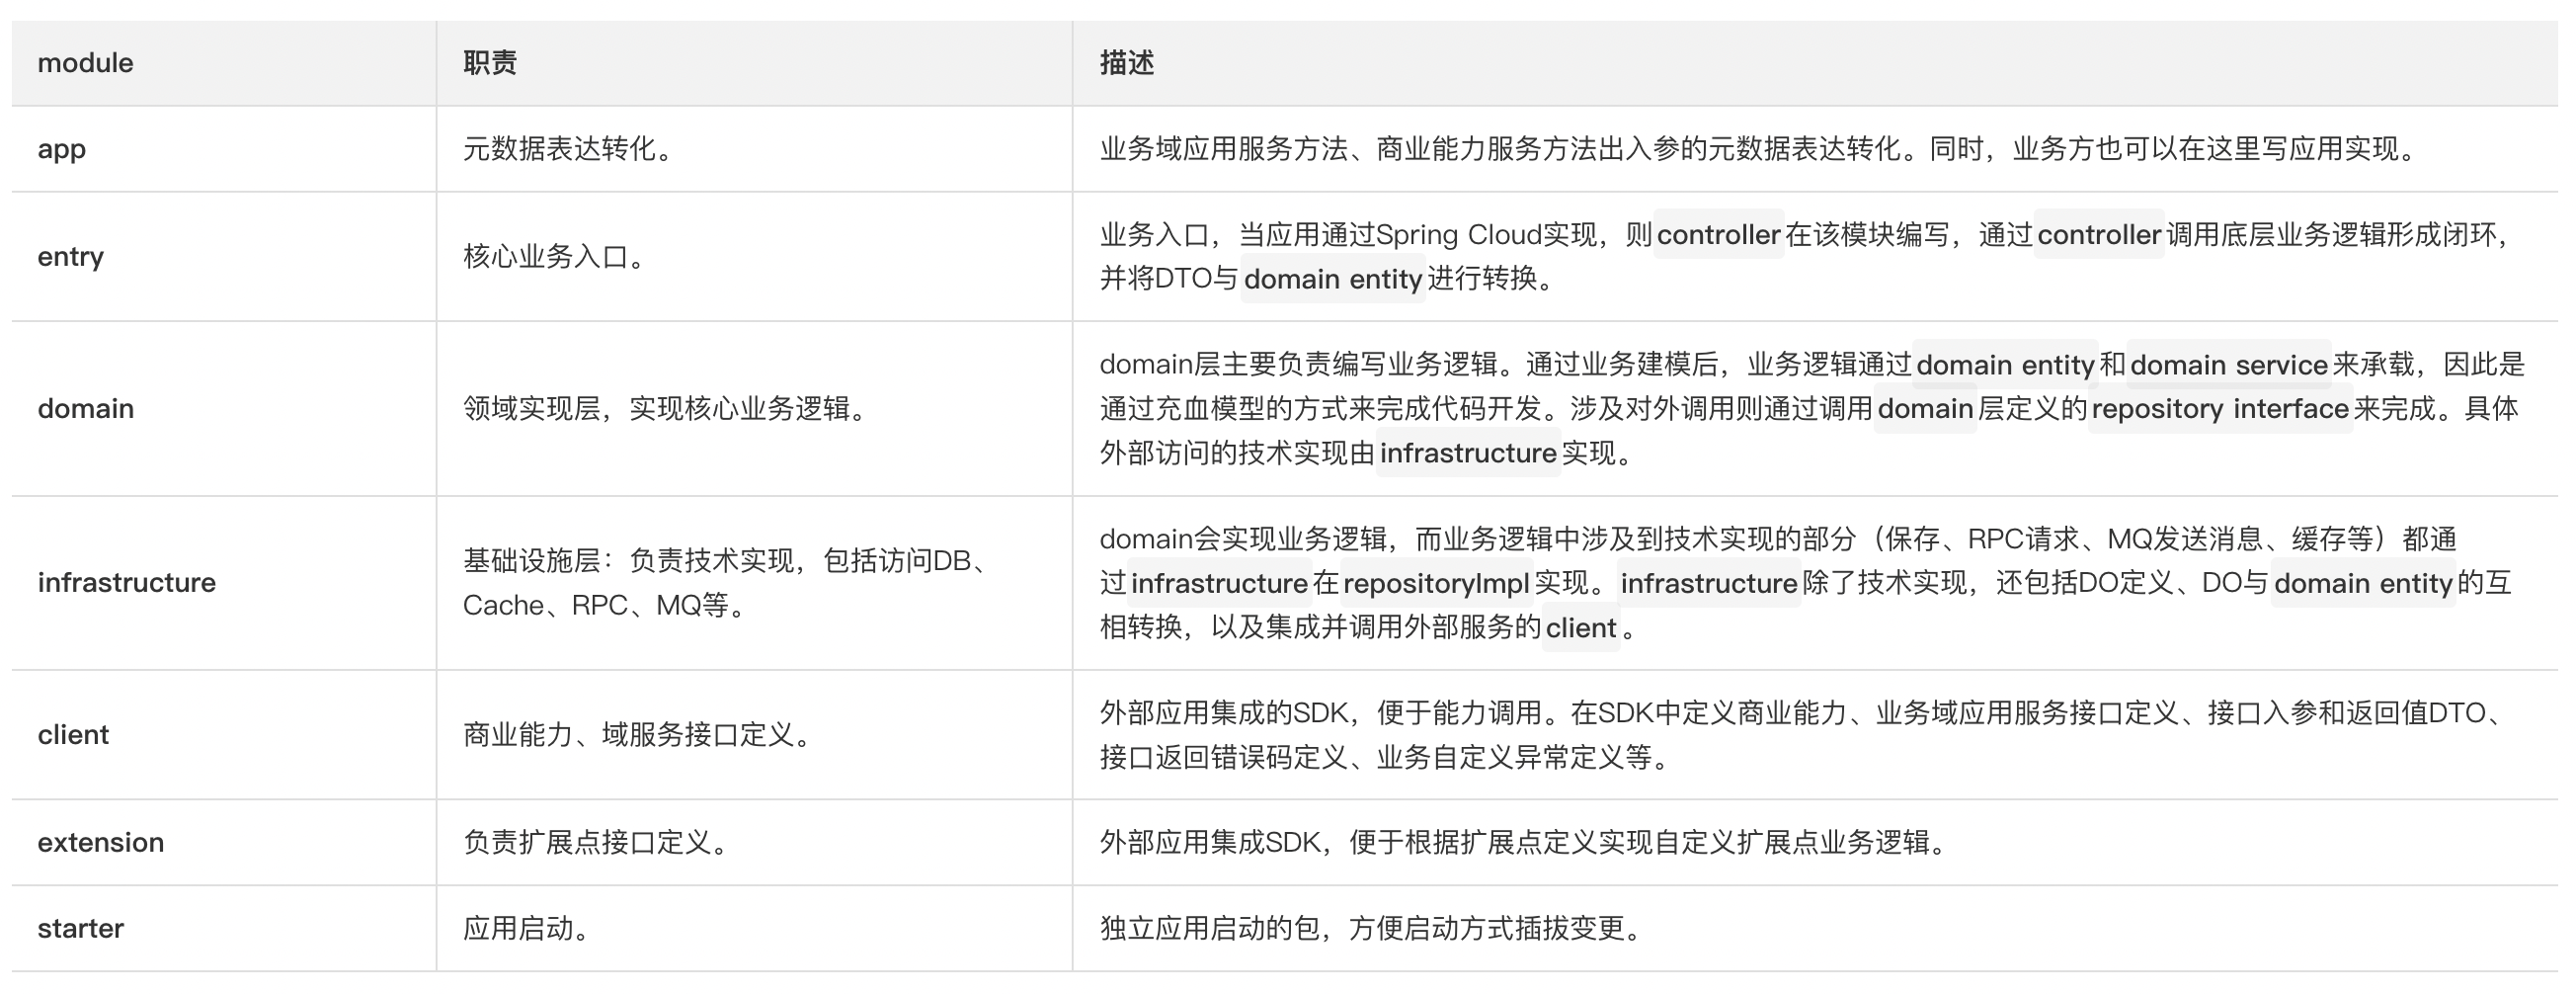 module
职责
描述
app
元数据表达转化。
业务域应用服务方法、商业能力服务方法出入参的元数据表达转化。同时，业务方也可以在这里写应用实现。
entry
核心业务入口。
业务入口，当应用通过Spring Cloud实现，则controller在该模块编写，通过controller调用底层业务逻辑形成闭环，
并将DTO与domain entity进行转换。
domain
领域实现层，实现核心业务逻辑。
domain层主要负责编写业务逻辑。通过业务建模后，业务逻辑通过domain entity和domain service来承载，因此是
通过充血模型的方式来完成代码开发。涉及对外调用则通过调用domain层定义的repository interface来完成。具体
外部访问的技术实现由infrastructure实现。
infrastructure
基础设施层：负责技术实现，包括访问DB、
Cache、RPC、MQ等。
domain会实现业务逻辑，而业务逻辑中涉及到技术实现的部分（保存、RPC请求、MQ发送消息、缓存等）都通
过infrastructure在repositoryImpl实现。infrastructure除了技术实现，还包括DO定义、DO与domain entity的互
相转换，以及集成并调用外部服务的client。
client
商业能力、域服务接口定义。
外部应用集成的SDK，便于能力调用。在SDK中定义商业能力、业务域应用服务接口定义、接口入参和返回值DTO、
接口返回错误码定义、业务自定义异常定义等。
extension
负责扩展点接口定义。
外部应用集成SDK，便于根据扩展点定义实现自定义扩展点业务逻辑。
starter
应用启动。
独立应用启动的包，方便启动方式插拔变更。